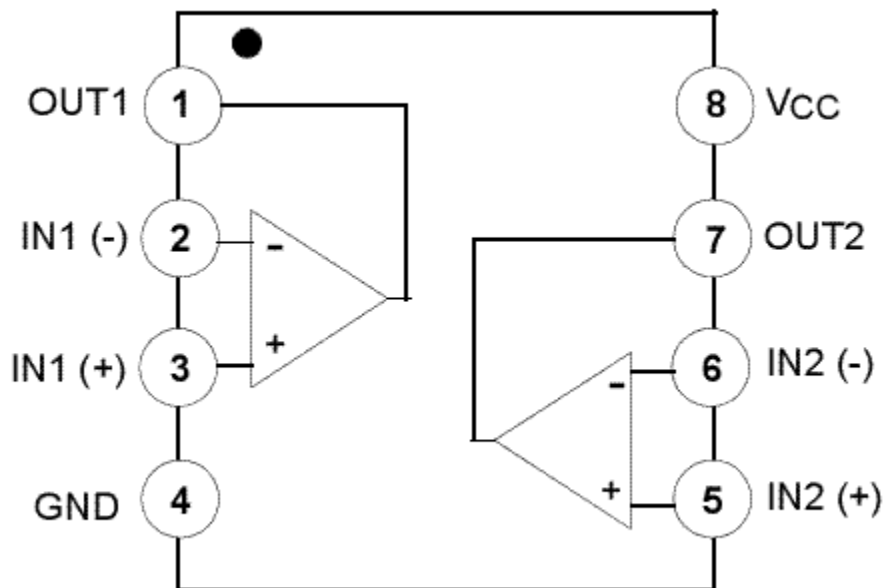 OUT1 1 8 VCC
IN1 (-) 2 - 7 OUT2
IN1 (+) 3 + - 6 IN2 (-)
GND 4 + 5 IN2 (+)